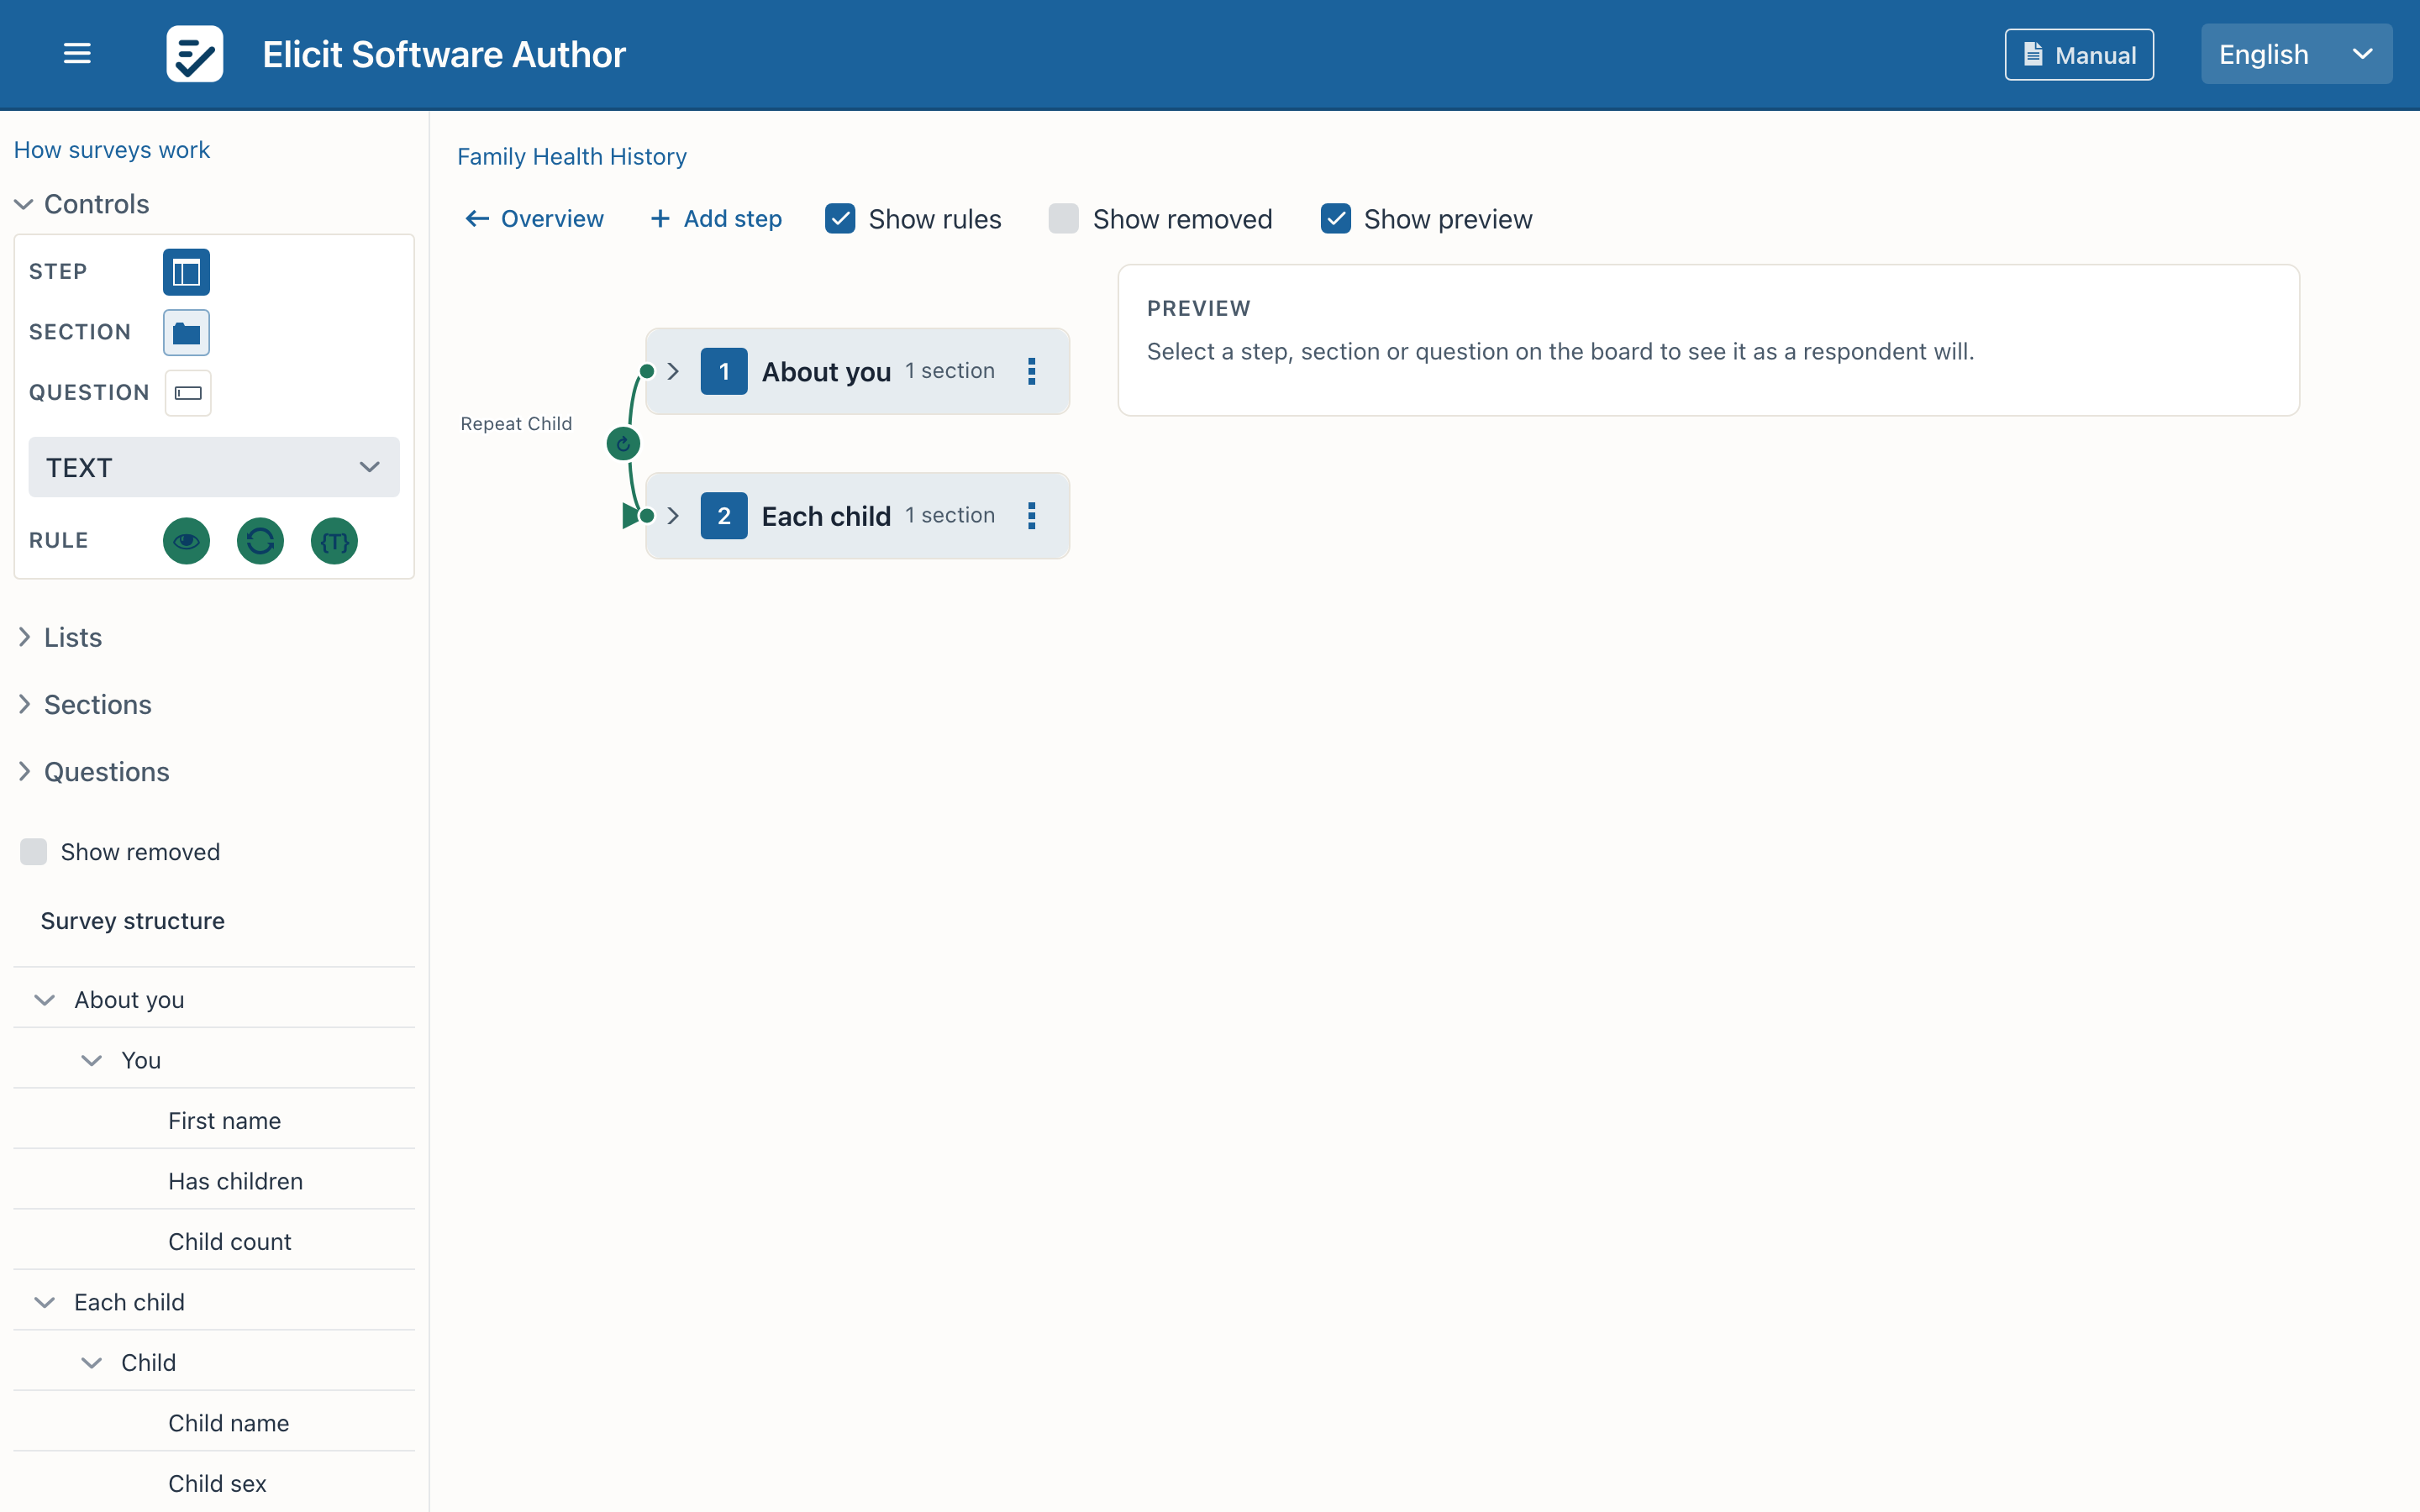 Elicit Software Author
Manual
English
How surveys work
Controls
STEP
SECTION
QUESTION
TEXT
RULE
{T}
Lists
Sections
Questions
Show removed
Survey structure
About you
You
First name
Has children
Child count
Each child
Child
Child name
Child sex
Family Health History
Overview
Add step
Show rules
Show removed
Show preview
1 About you 1 section
Repeat Child
2 Each child 1 section
PREVIEW
Select a step, section or question on the board to see it as a respondent will.